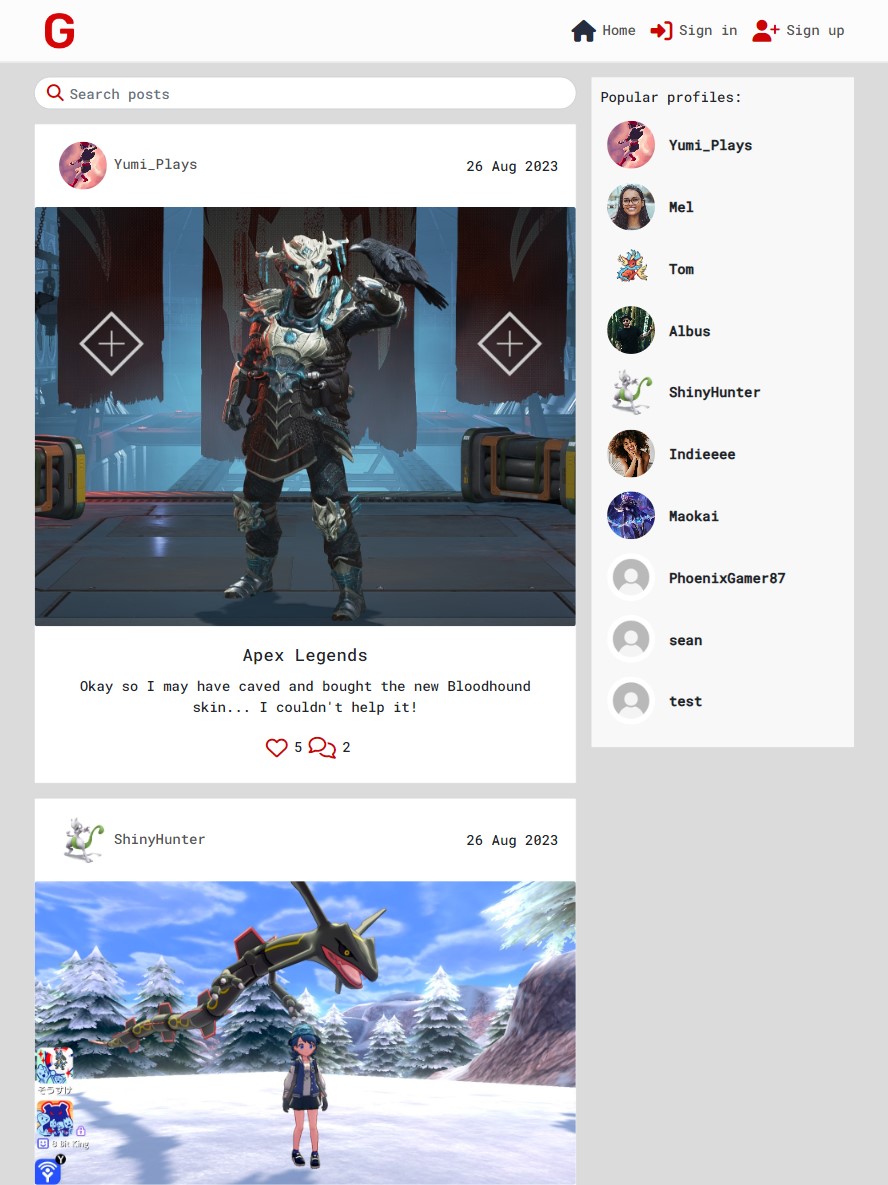 G
Home
Sign in
Sign up
Search posts
Popular profiles:
Yumi_Plays
26 Aug 2023
Yumi_Plays
Mel
Tom
Albus
ShinyHunter
Indieeee
Maokai
PhoenixGamer87
sean
test
Apex Legends
Okay so I may have caved and bought the new Bloodhound
skin... I couldn't help it!
5
2
ShinyHunter
26 Aug 2023
そうすけ
8 Bit King
Y